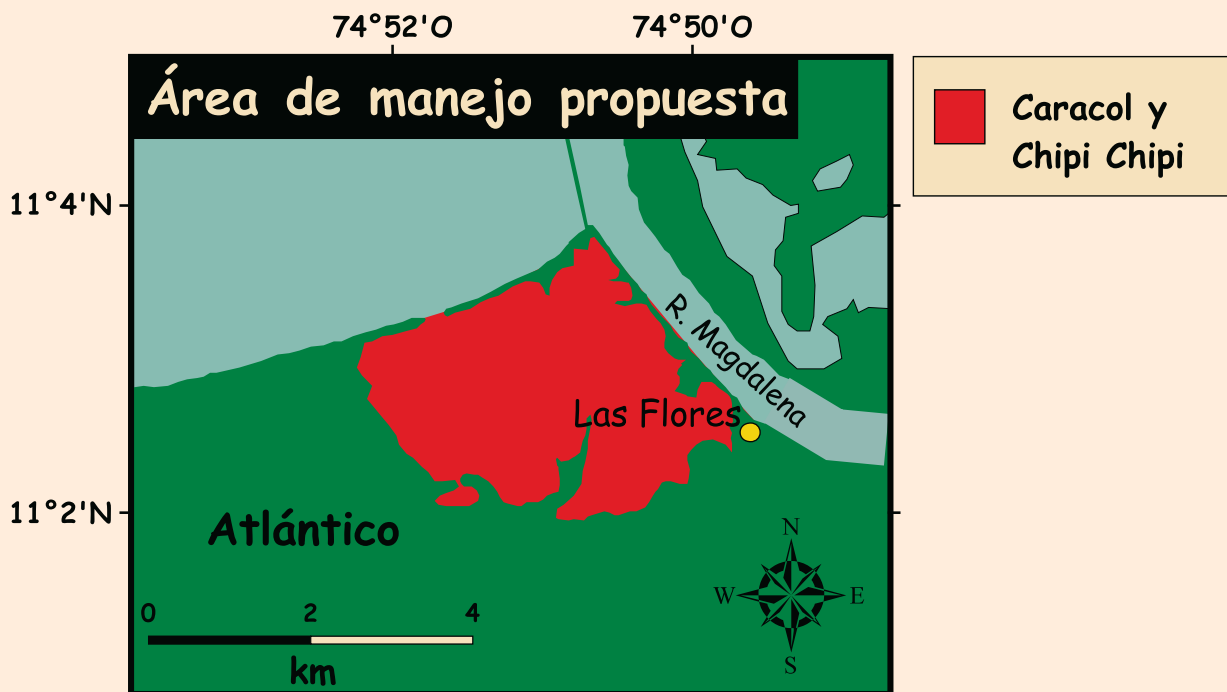 74°52'O
74°50'O
Área de manejo propuesta
Caracol y
Chipi Chipi
11°4'N
R. Magdalena
Las Flores
11°2'N
Atlántico
N
W
E
S
0
2
4
km